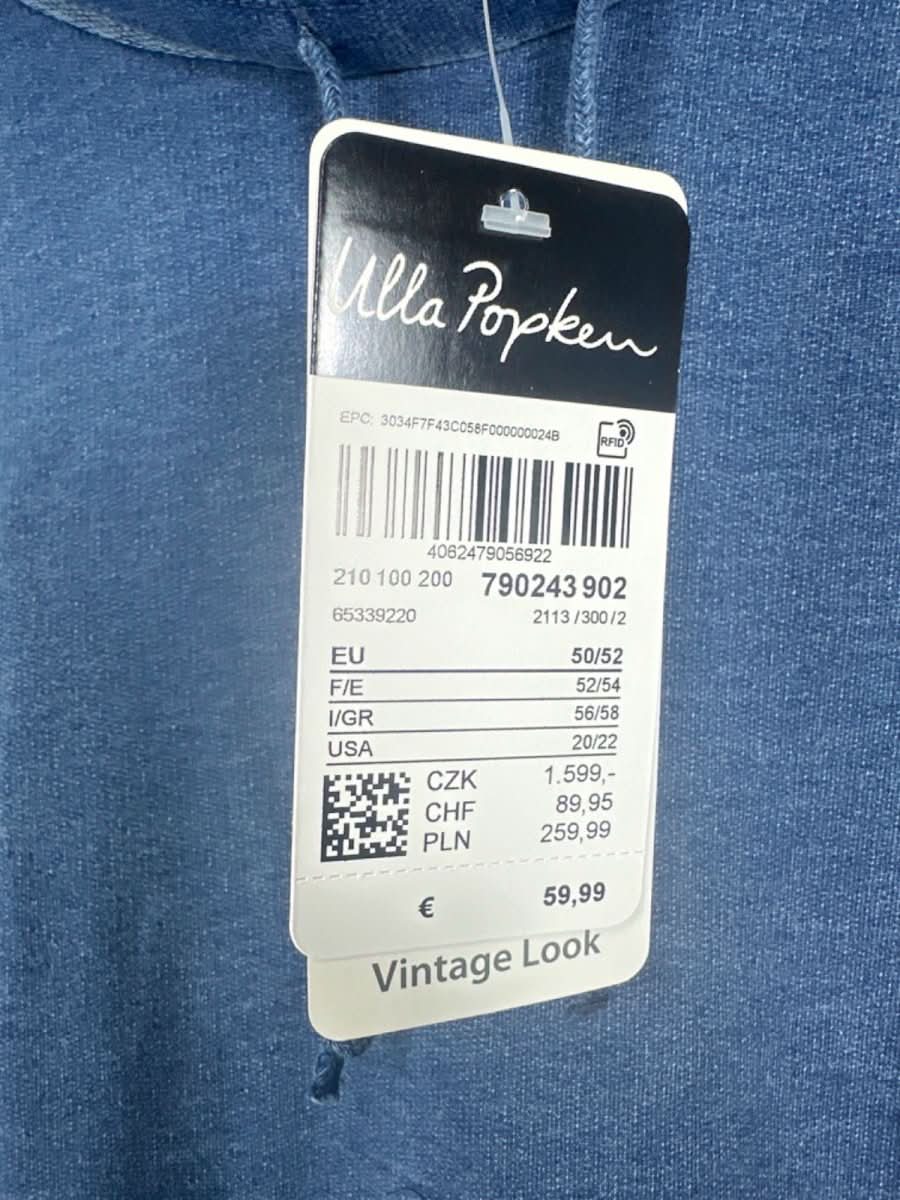 Ulla Popken
EPC: 3034F7F43C058F000000024B
RFID
4062479056922
210 100 200 790243 902
65339220 2113 /300 /2
EU 50/52
F/E 52/54
I/GR 56/58
USA 20/22
CZK 1.599,-
CHF 89,95
PLN 259,99
€ 59,99
Vintage Look